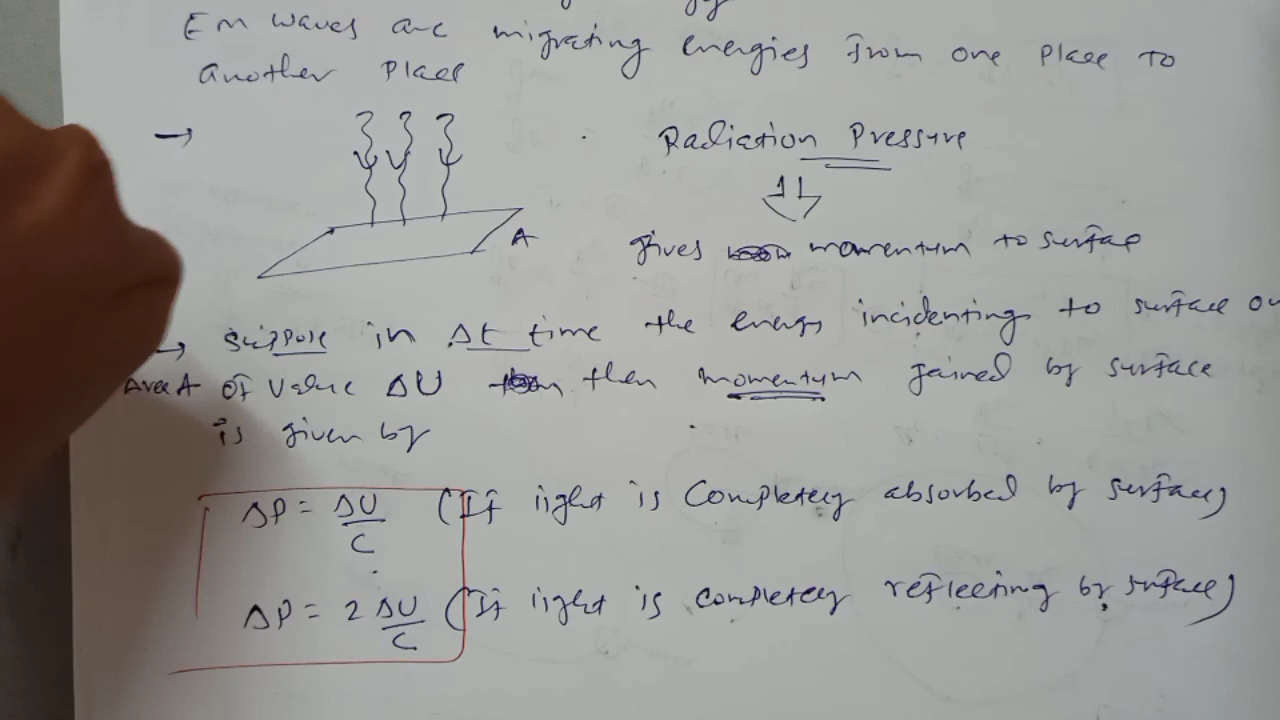 EM waves are migrating energies from one place to
another place
→
Radiation Pressure
A
gives momentum to surface
→ suppose in Δt time the energy incidenting to surface on
Area A of value ΔU then momentum gained by surface
is given by
ΔP = ΔU/C (If light is completely absorbed by surface)
ΔP = 2 ΔU/C (If light is completely reflecting by surface)